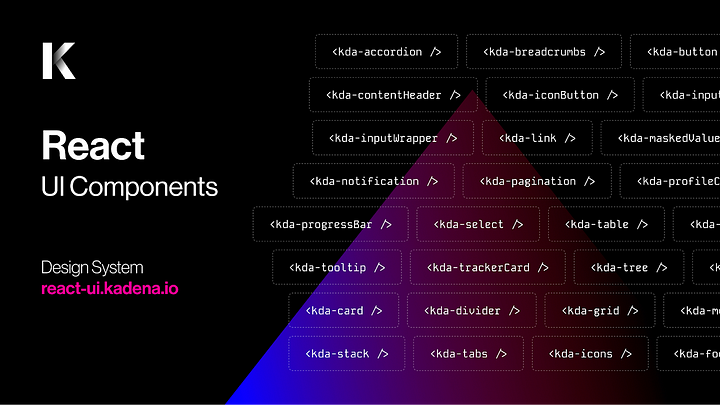 K
React
UI Components
Design System
react-ui.kadena.io
<kda-accordion /> <kda-breadcrumbs /> <kda-button
<kda-contentHeader /> <kda-iconButton /> <kda-input
<kda-inputWrapper /> <kda-link /> <kda-maskedValue
<kda-notification /> <kda-pagination /> <kda-profileC
<kda-progressBar /> <kda-select /> <kda-table /> <kda-
<kda-tooltip /> <kda-trackerCard /> <kda-tree /> <k
<kda-card /> <kda-divider /> <kda-grid /> <kda-m
<kda-stack /> <kda-tabs /> <kda-icons /> <kda-foo